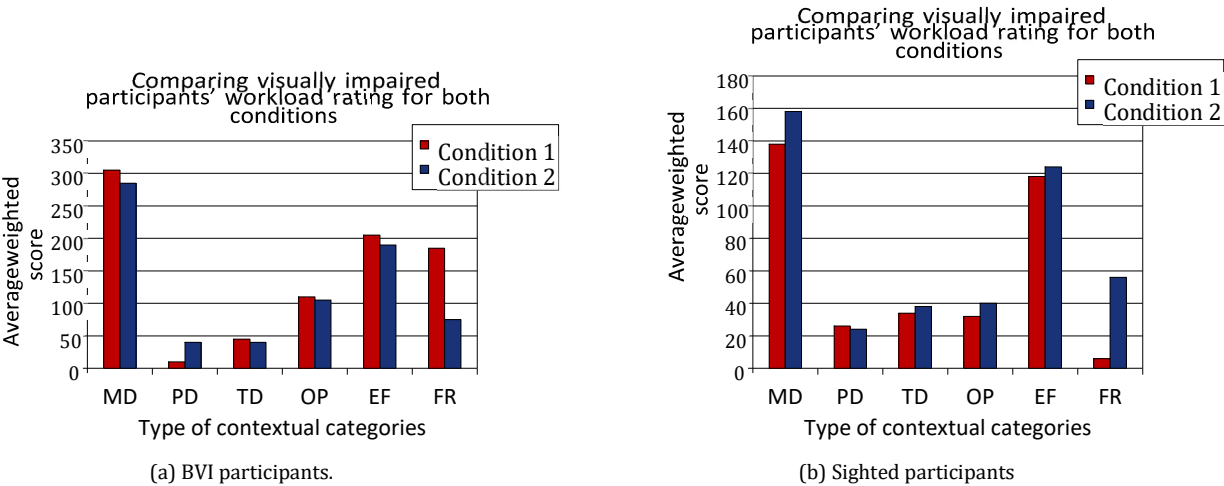 Comparing visually impaired
participants' workload rating for both
conditions
Condition 1
Condition 2
350
300
250
200
150
100
50
0
Averageweighted
score
MD PD TD OP EF FR
Type of contextual categories
(a) BVI participants.
Comparing visually impaired
participants' workload rating for both
conditions
Condition 1
Condition 2
180
160
140
120
100
80
60
40
20
0
Averageweighted
score
MD PD TD OP EF FR
Type of contextual categories
(b) Sighted participants